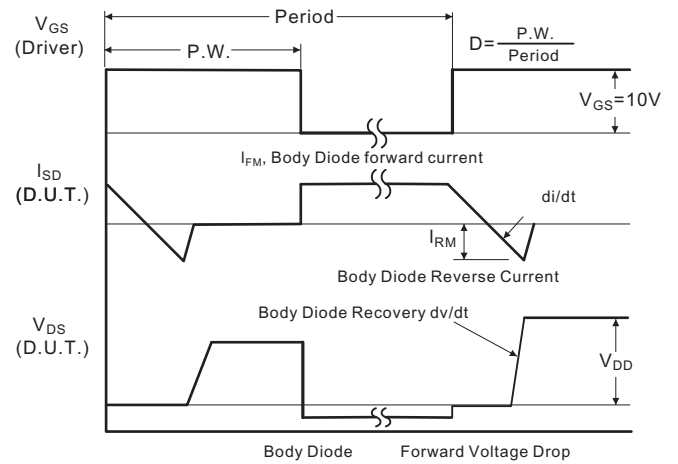 Period
V_GS
(Driver)
P.W.
D= P.W.
Period
V_GS=10V
I_FM, Body Diode forward current
I_SD
(D.U.T.)
di/dt
I_RM
Body Diode Reverse Current
Body Diode Recovery dv/dt
V_DS
(D.U.T.)
V_DD
Body Diode Forward Voltage Drop